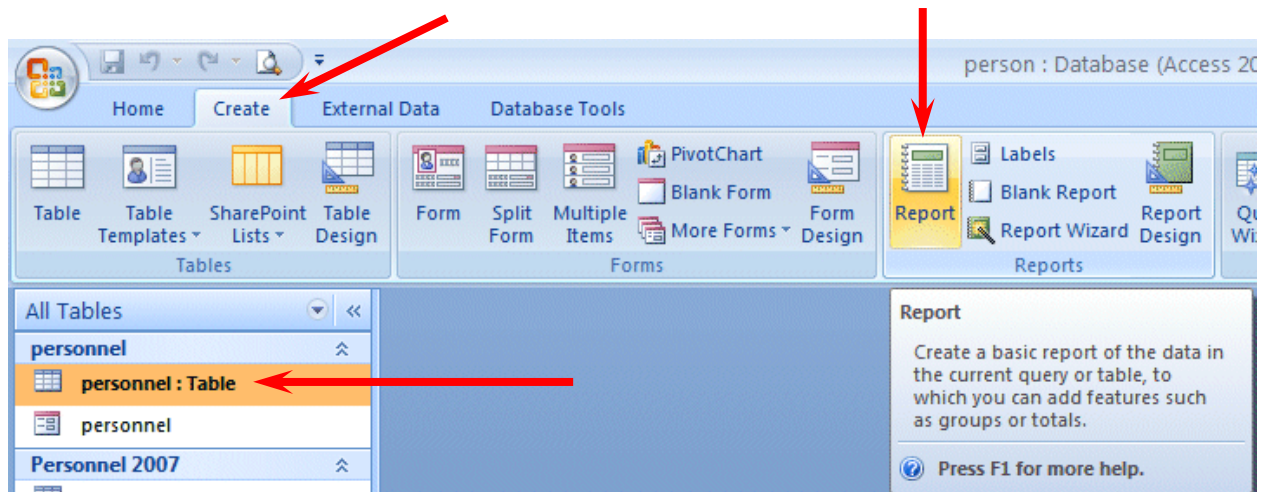 person : Database (Access 20
Home Create External Data Database Tools
Table
Table Templates
SharePoint Lists
Table Design
Tables
Form
Split Form
Multiple Items
PivotChart
Blank Form
More Forms
Form Design
Forms
Report
Labels
Blank Report
Report Wizard
Report Design
Reports
Qu
Wi
All Tables
personnel
personnel : Table
personnel
Personnel 2007
Report
Create a basic report of the data in
the current query or table, to
which you can add features such
as groups or totals.
Press F1 for more help.